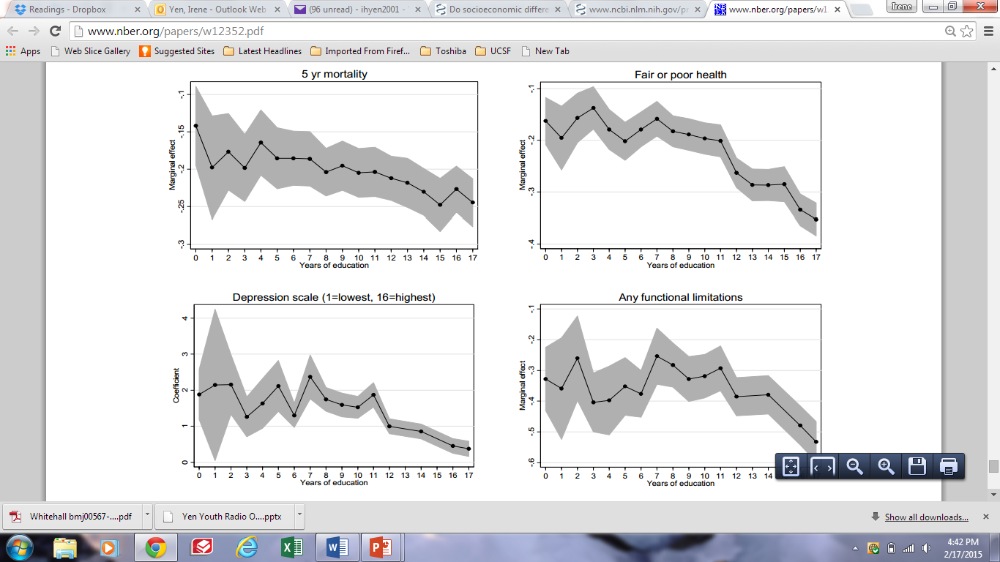 Readings - Dropbox
Yen, Irene - Outlook Web
(96 unread) - ihyen2001 -
Do socioeconomic differe
www.ncbi.nlm.nih.gov/pr
www.nber.org/papers/w1
Irene
www.nber.org/papers/w12352.pdf
Apps Web Slice Gallery Suggested Sites Latest Headlines Imported From Firef... Toshiba UCSF New Tab
5 yr mortality
Marginal effect
-.1
-.15
-.2
-.25
-.3
0 1 2 3 4 5 6 7 8 9 10 11 12 13 14 15 16 17
Years of education
Fair or poor health
Marginal effect
-.1
-.2
-.3
-.4
0 1 2 3 4 5 6 7 8 9 10 11 12 13 14 15 16 17
Years of education
Depression scale (1=lowest, 16=highest)
Coefficient
4
3
2
1
0
0 1 2 3 4 5 6 7 8 9 10 11 12 13 14 15 16 17
Years of education
Any functional limitations
Marginal effect
-.1
-.2
-.3
-.4
-.5
-.6
0 1 2 3 4 5 6 7 8 9 10 11 12 13 14
Years of education
Whitehall bmj00567-....pdf
Yen Youth Radio O....pptx
Show all downloads...
4:42 PM
2/17/2015